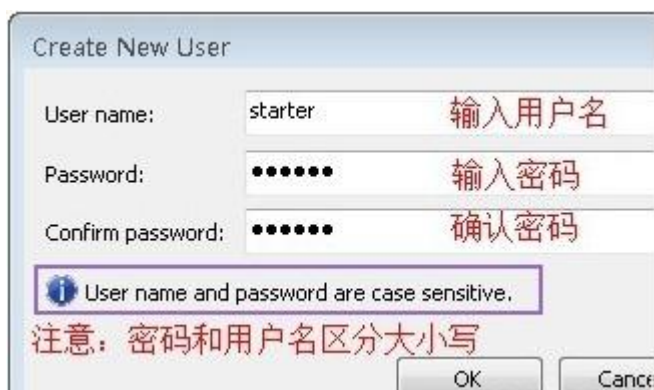 Create New User
User name: starter 输入用户名
Password: •••••• 输入密码
Confirm password: •••••• 确认密码
User name and password are case sensitive.
注意：密码和用户名区分大小写
OK Cance